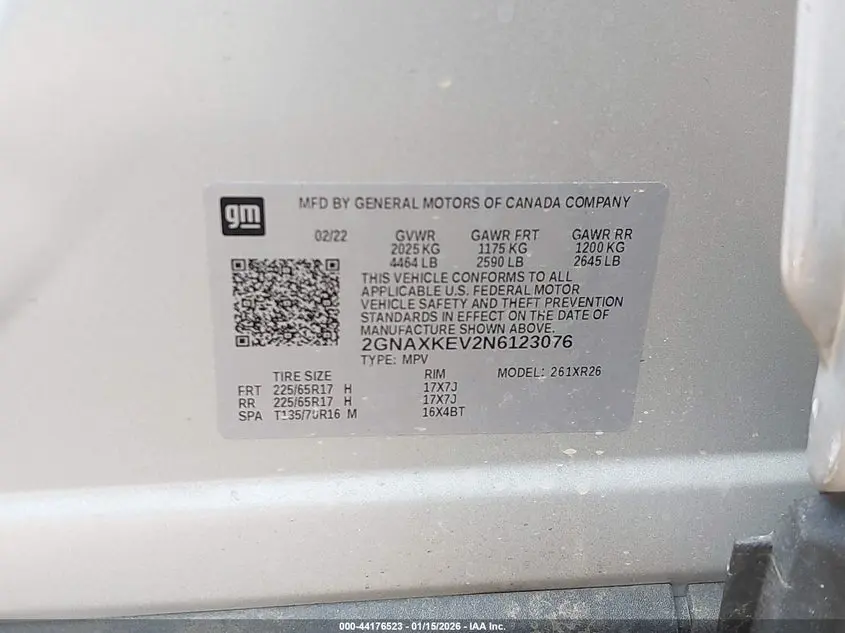 gm
MFD BY GENERAL MOTORS OF CANADA COMPANY
02/22 GVWR GAWR FRT GAWR RR
2025 KG 1175 KG 1200 KG
4464 LB 2590 LB 2645 LB
THIS VEHICLE CONFORMS TO ALL
APPLICABLE U.S. FEDERAL MOTOR
VEHICLE SAFETY AND THEFT PREVENTION
STANDARDS IN EFFECT ON THE DATE OF
MANUFACTURE SHOWN ABOVE.
2GNAXKEV2N6123076
TYPE: MPV
TIRE SIZE RIM MODEL: 261XR26
FRT 225/65R17 H 17X7J
RR 225/65R17 H 17X7J
SPA T135/70R16 M 16X4BT
000-44176523 - 01/15/2026 - IAA Inc.